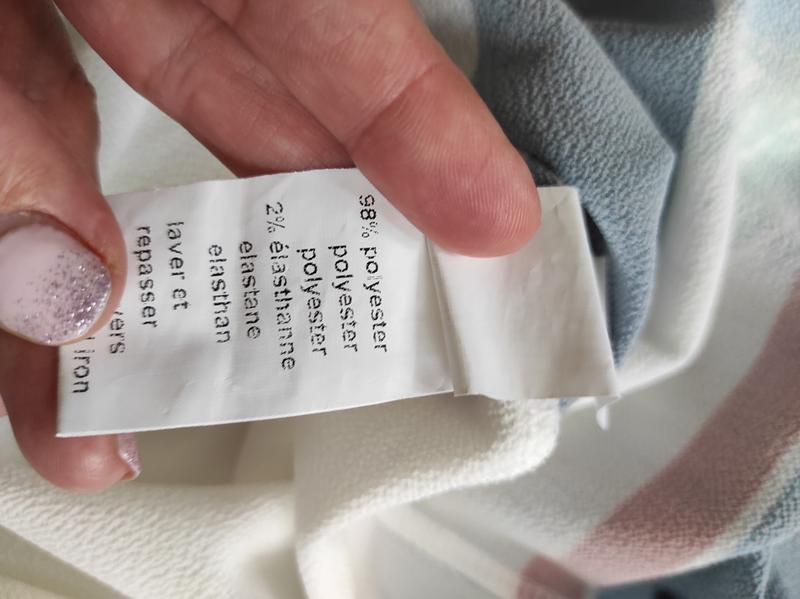 98% polyester
polyester
polyester
2% élasthanne
elastane
elasthan
laver et
repasser
iron